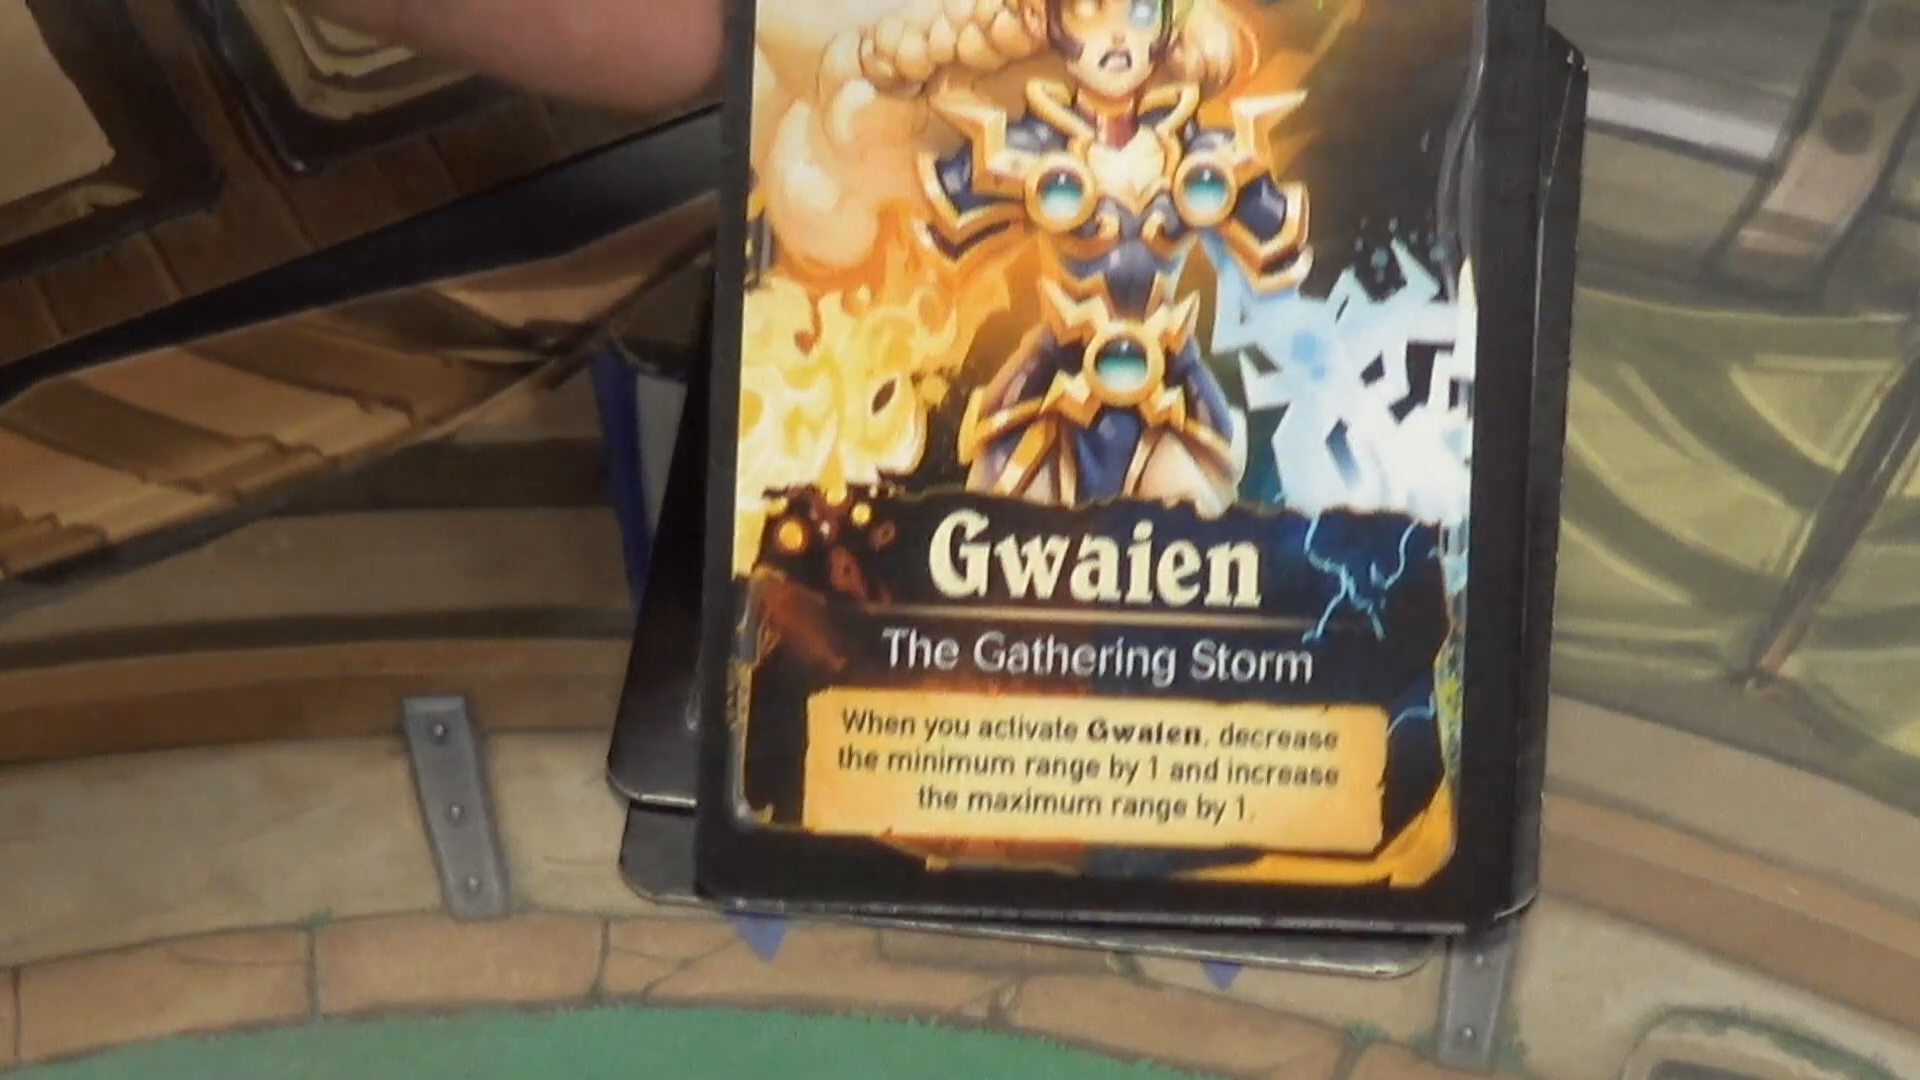 Gwaien
The Gathering Storm
When you activate Gwaien, decrease
the minimum range by 1 and increase
the maximum range by 1.